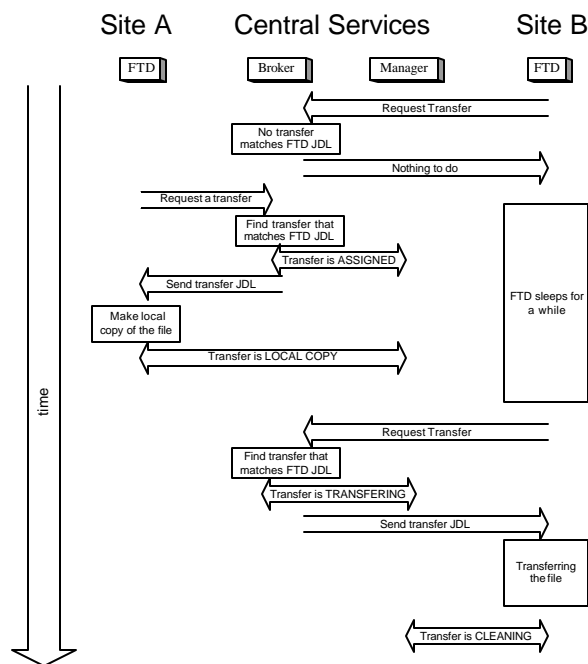 Site A Central Services Site B
FTD Broker Manager FTD
Request Transfer
No transfer
matches FTD JDL
Nothing to do
Request a transfer
Find transfer that
matches FTD JDL
Transfer is ASSIGNED
Send transfer JDL
FTD sleeps for
a while
Make local
copy of the file
Transfer is LOCAL COPY
time
Request Transfer
Find transfer that
matches FTD JDL
Transfer is TRANSFERING
Send transfer JDL
Transferring
the file
Transfer is CLEANING